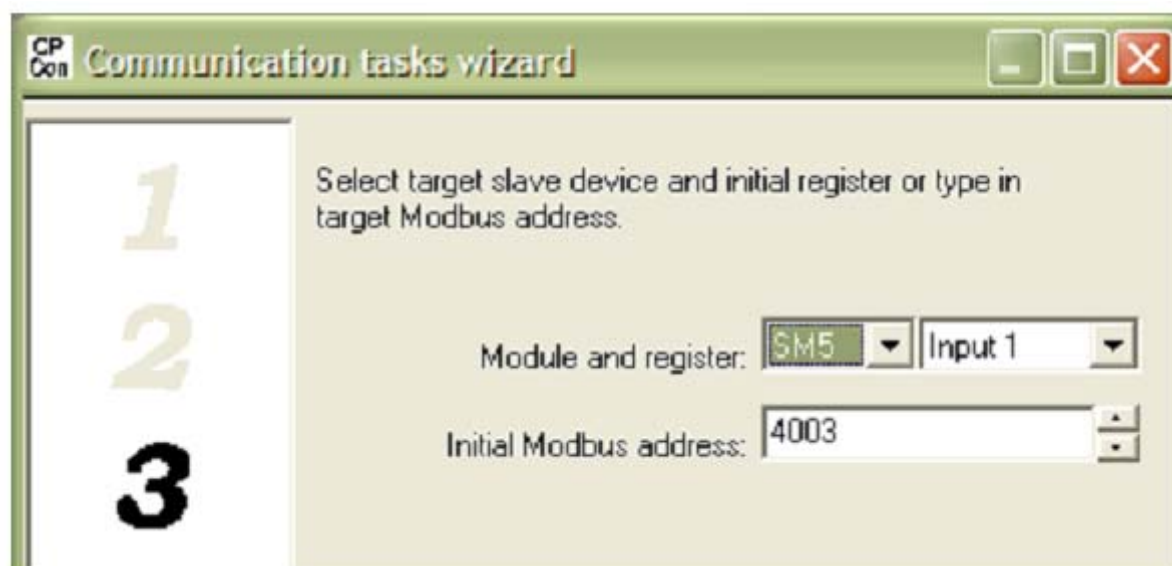 CP
Con
Communication tasks wizard
1
2
3
Select target slave device and initial register or type in
target Modbus address.
Module and register: SM5 Input 1
Initial Modbus address: 4003